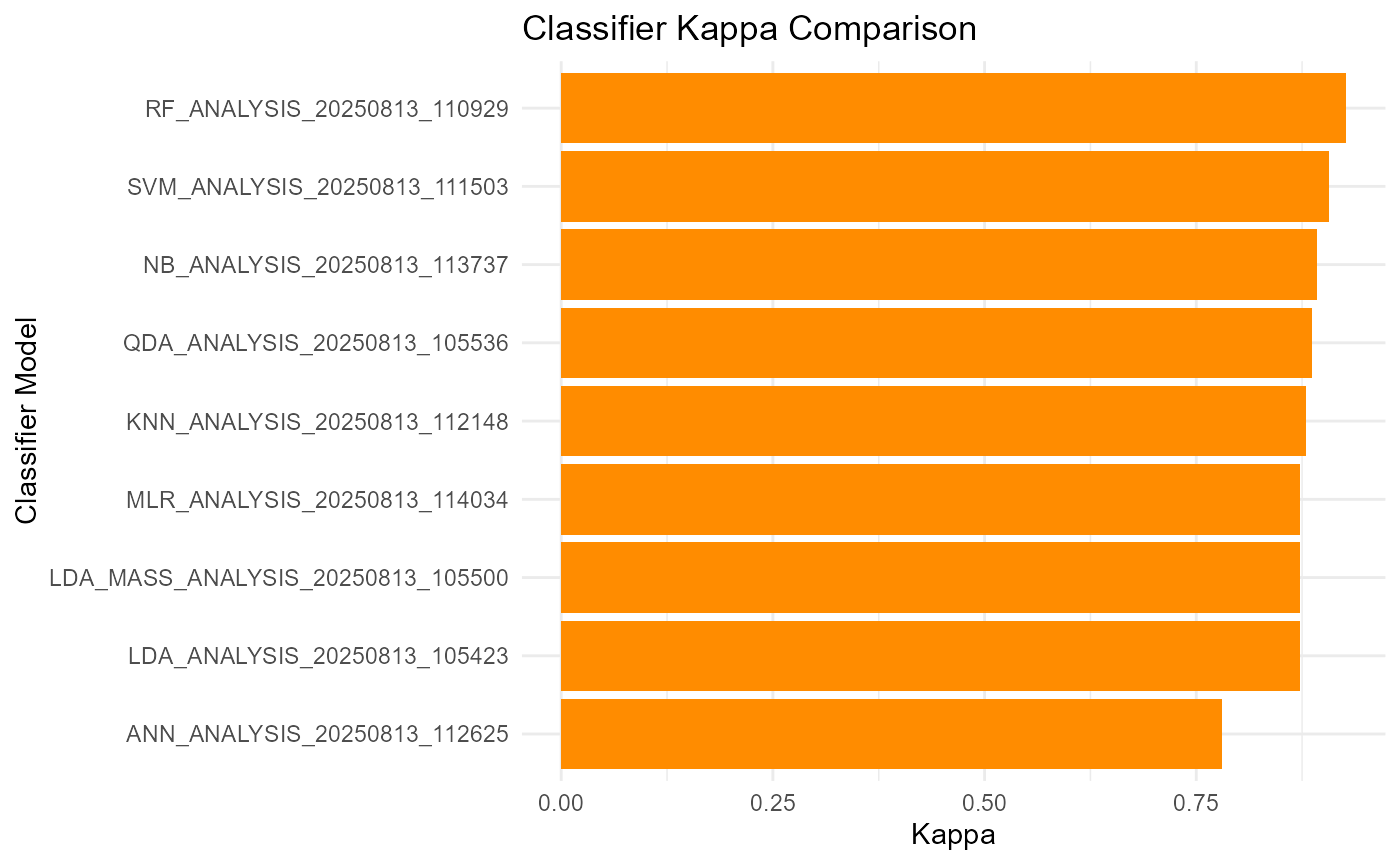 Classifier Kappa Comparison
Classifier Model
RF_ANALYSIS_20250813_110929
SVM_ANALYSIS_20250813_111503
NB_ANALYSIS_20250813_113737
QDA_ANALYSIS_20250813_105536
KNN_ANALYSIS_20250813_112148
MLR_ANALYSIS_20250813_114034
LDA_MASS_ANALYSIS_20250813_105500
LDA_ANALYSIS_20250813_105423
ANN_ANALYSIS_20250813_112625
0.00 0.25 0.50 0.75
Kappa